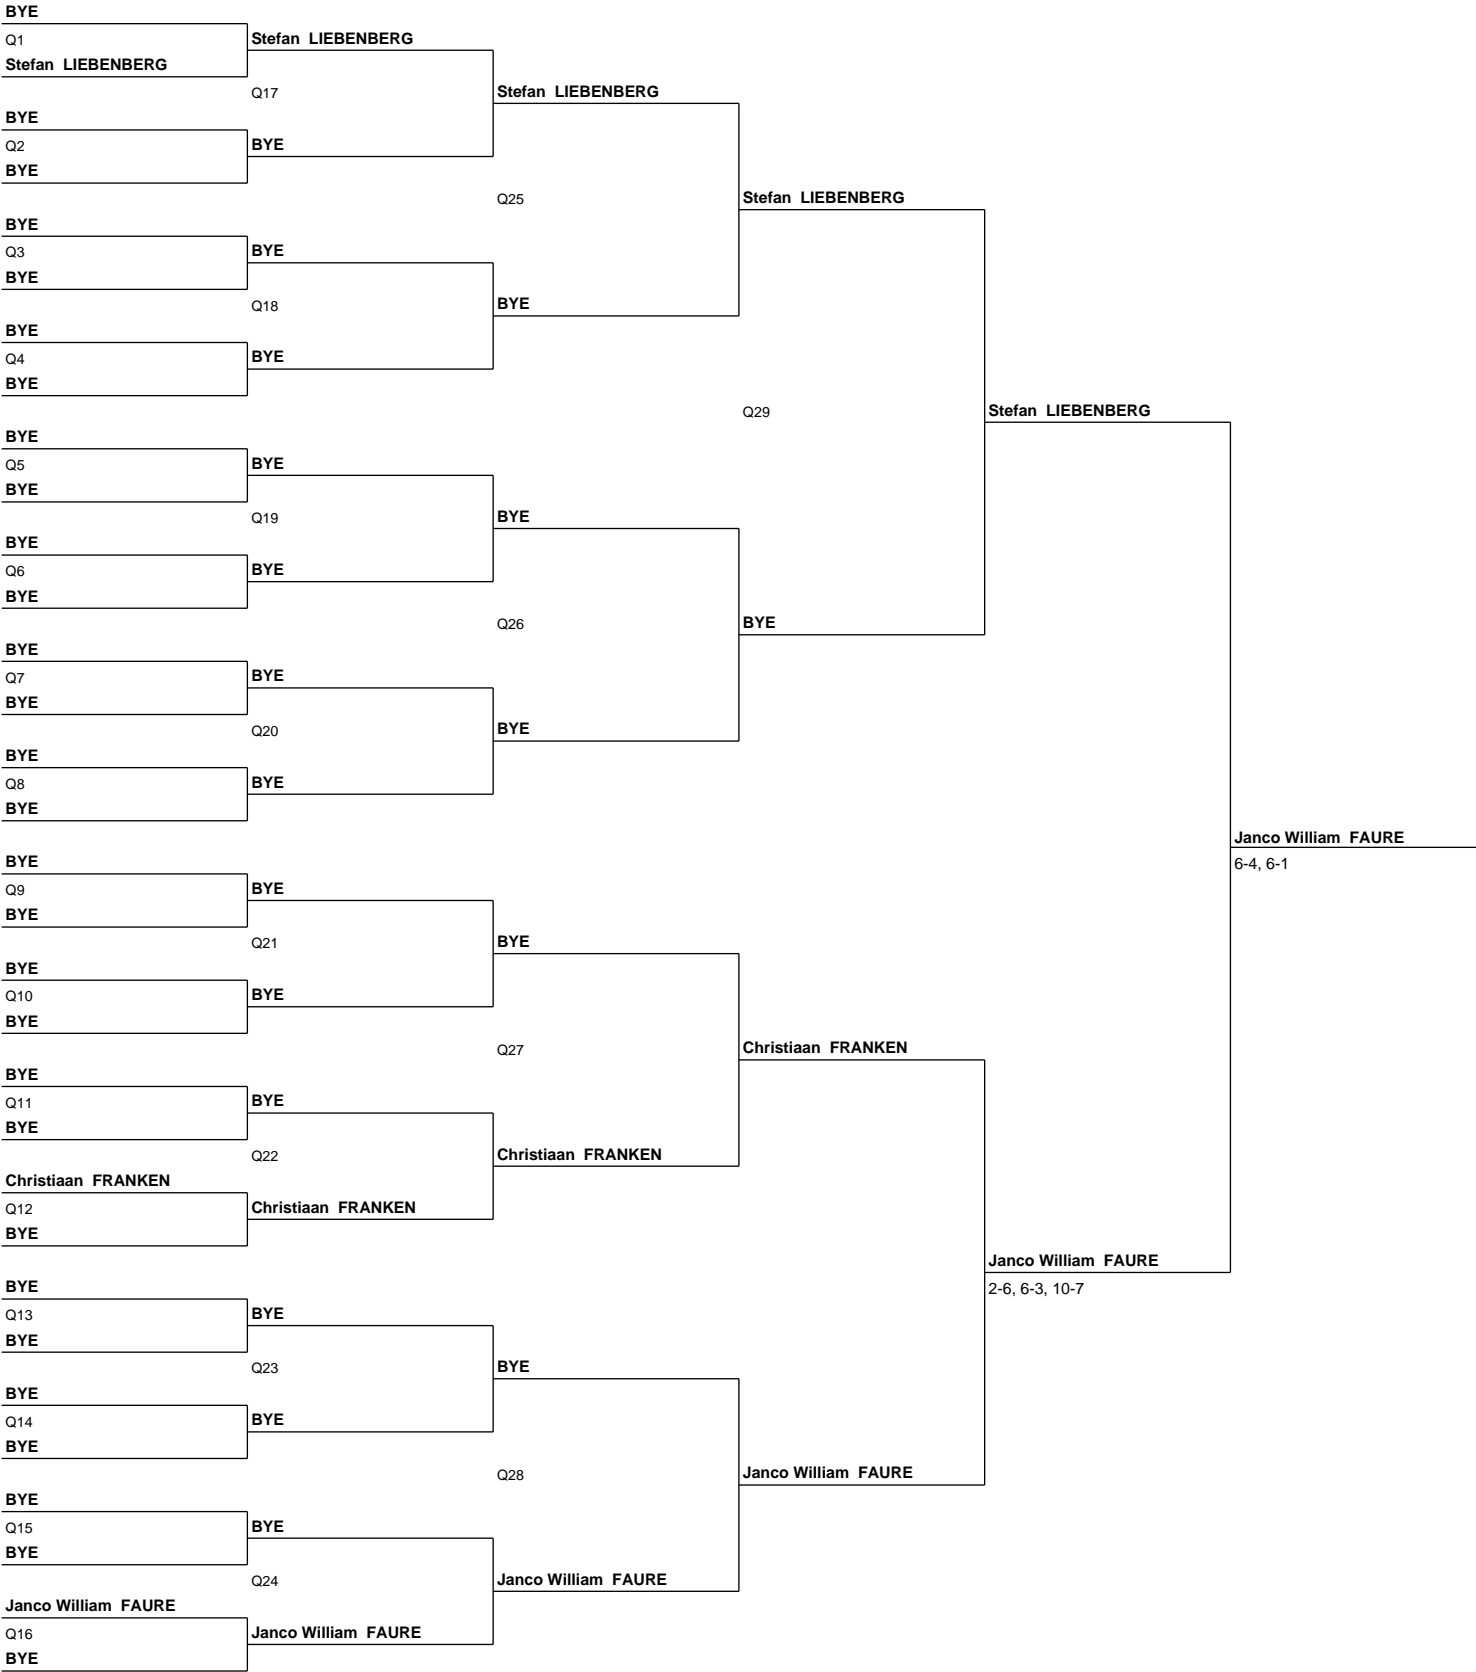 BYE
Q1
Stefan LIEBENBERG
BYE
Q2
BYE
BYE
Q3
BYE
BYE
Q4
BYE
BYE
Q5
BYE
BYE
Q6
BYE
BYE
Q7
BYE
BYE
Q8
BYE
BYE
Q9
BYE
BYE
Q10
BYE
BYE
Q11
BYE
Christiaan FRANKEN
Q12
BYE
BYE
Q13
BYE
BYE
Q14
BYE
BYE
Q15
BYE
Janco William FAURE
Q16
BYE
Stefan LIEBENBERG
Q17
BYE
BYE
Q18
BYE
BYE
Q19
BYE
BYE
Q20
BYE
BYE
Q21
BYE
BYE
Q22
Christiaan FRANKEN
BYE
Q23
BYE
BYE
Q24
Janco William FAURE
Stefan LIEBENBERG
Q25
BYE
BYE
Q26
BYE
BYE
Q27
Christiaan FRANKEN
BYE
Q28
Janco William FAURE
Stefan LIEBENBERG
Q29
BYE
Christiaan FRANKEN
Janco William FAURE
Stefan LIEBENBERG
Janco William FAURE
2-6, 6-3, 10-7
Janco William FAURE
6-4, 6-1